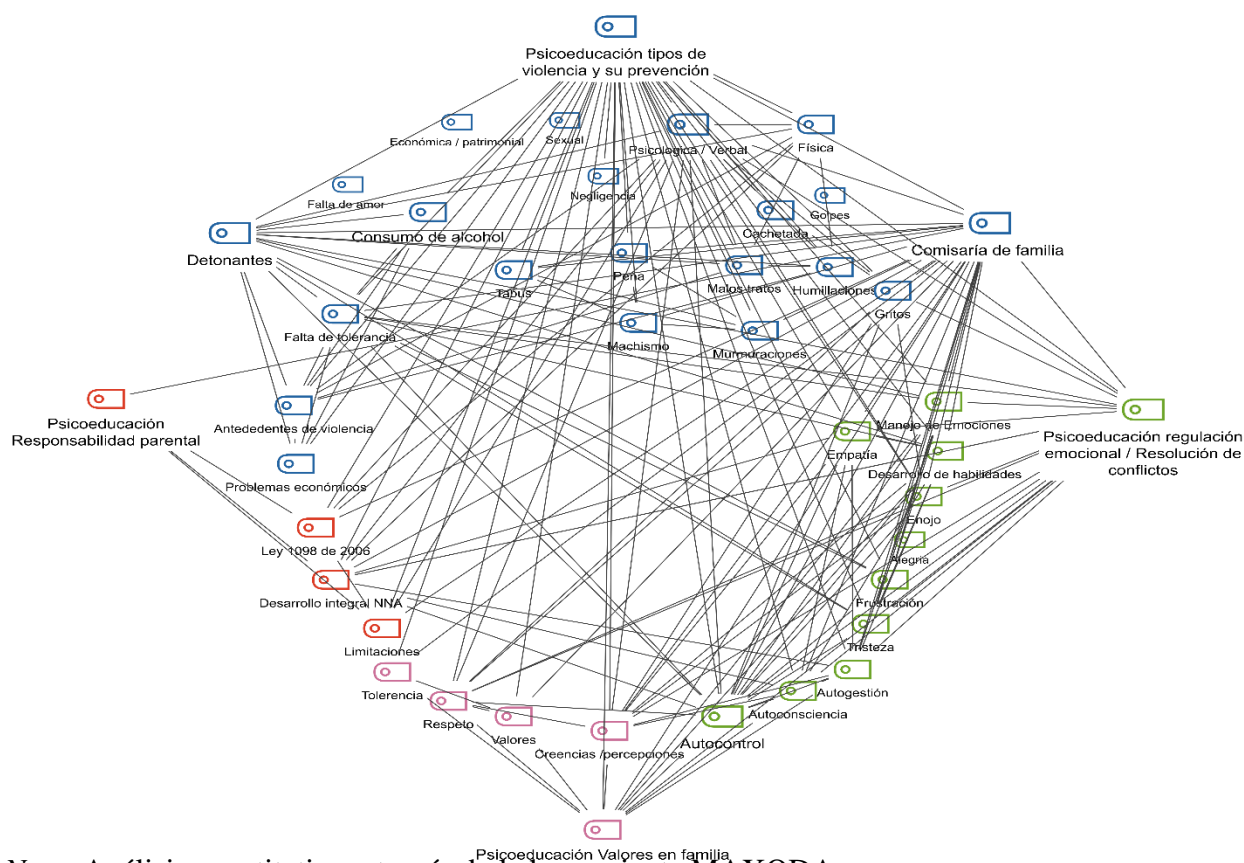 Psicoeducación tipos de
violencia y su prevención
Económica / patrimonial
Sexual
Psicológica / Verbal
Física
Falta de amor
Negligencia
Golpes
Consumo de alcohol
Cachetada
Detonantes
Comisaría de familia
Pena
Tabús
Malos tratos
Humillaciones
Gritos
Falta de tolerancia
Machismo
Murmuraciones
Psicoeducación
Responsabilidad parental
Antededentes de violencia
Manejo de Emociones
Empatía
Psicoeducación regulación
emocional / Resolución de
conflictos
Desarrollo de habilidades
Problemas económicos
Enojo
Ley 1098 de 2006
Alegría
Desarrollo integral NNA
Frustración
Limitaciones
Tristeza
Tolerencia
Autogestión
Respeto
Valores
Autoconsciencia
Creencias /percepciones
Autocontrol
Psicoeducación Valores en familia